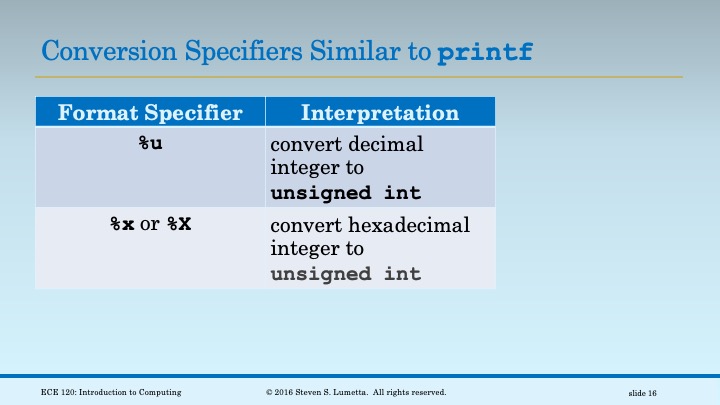 Conversion Specifiers Similar to printf
Format Specifier
Interpretation
%u
convert decimal
integer to
unsigned int
%x or %X
convert hexadecimal
integer to
unsigned int
ECE 120: Introduction to Computing
© 2016 Steven S. Lumetta. All rights reserved.
slide 16